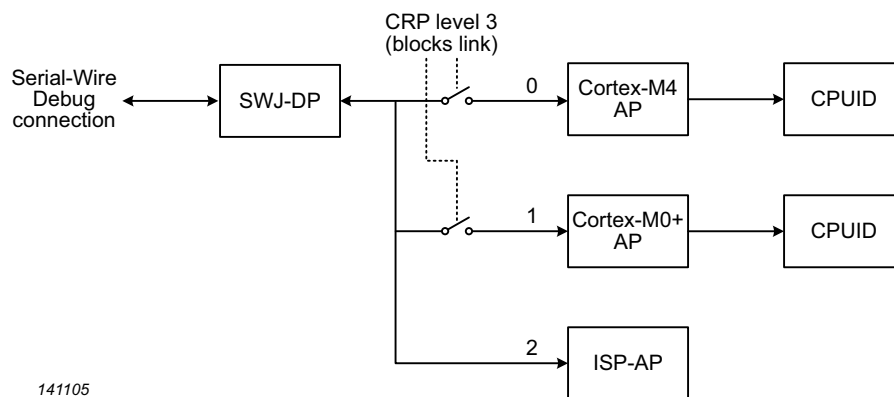 CRP level 3
(blocks link)
Serial-Wire
Debug
connection
SWJ-DP
0
Cortex-M4
AP
CPUID
1
Cortex-M0+
AP
CPUID
2
ISP-AP
141105